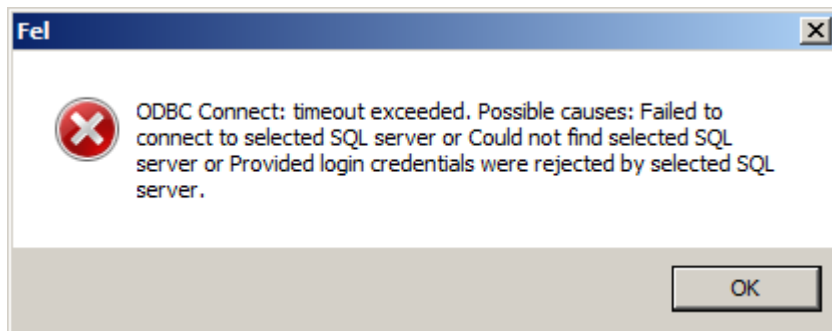 Fel
ODBC Connect: timeout exceeded. Possible causes: Failed to
connect to selected SQL server or Could not find selected SQL
server or Provided login credentials were rejected by selected SQL
server.
OK